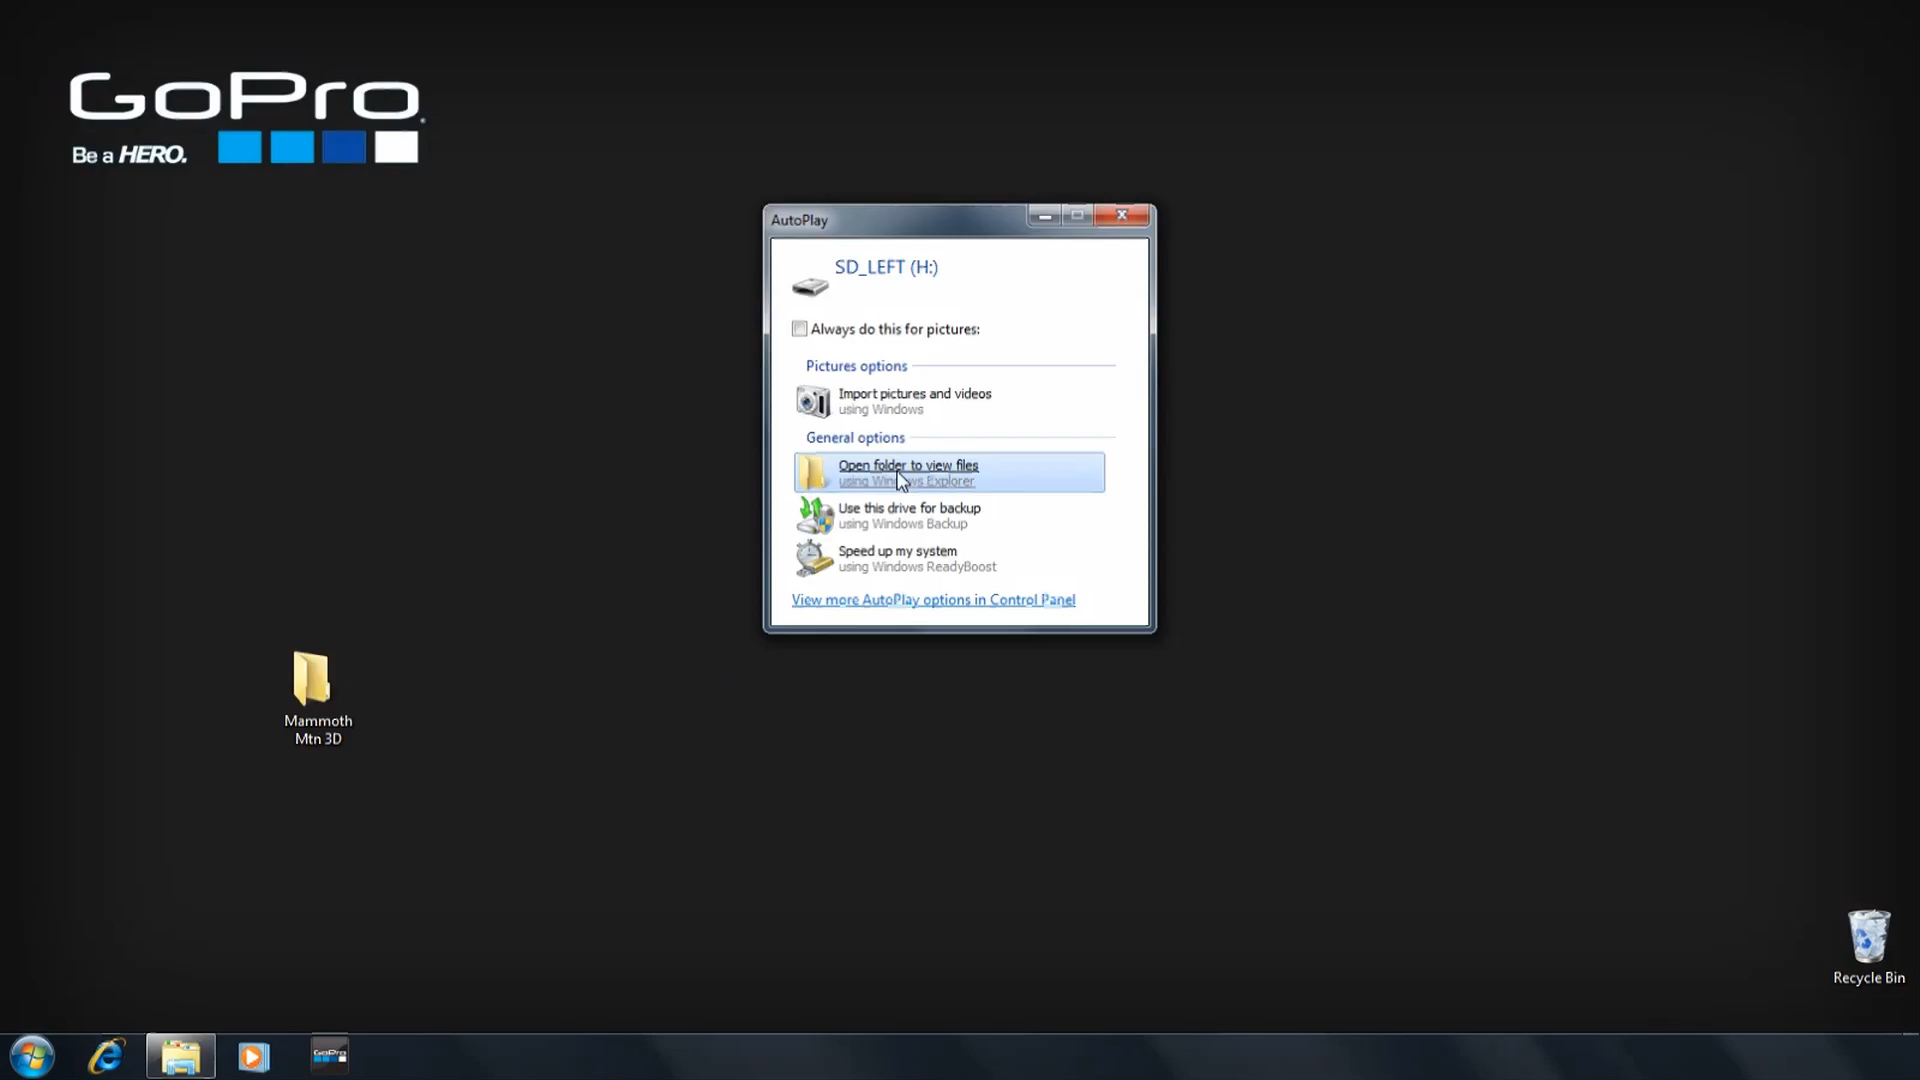 GoPro
Be a HERO.
AutoPlay
SD_LEFT (H:)
Always do this for pictures:
Pictures options
Import pictures and videos
using Windows
General options
Open folder to view files
using Windows Explorer
Use this drive for backup
using Windows Backup
Speed up my system
using Windows ReadyBoost
View more AutoPlay options in Control Panel
Mammoth
Mtn 3D
Recycle Bin
GoPro